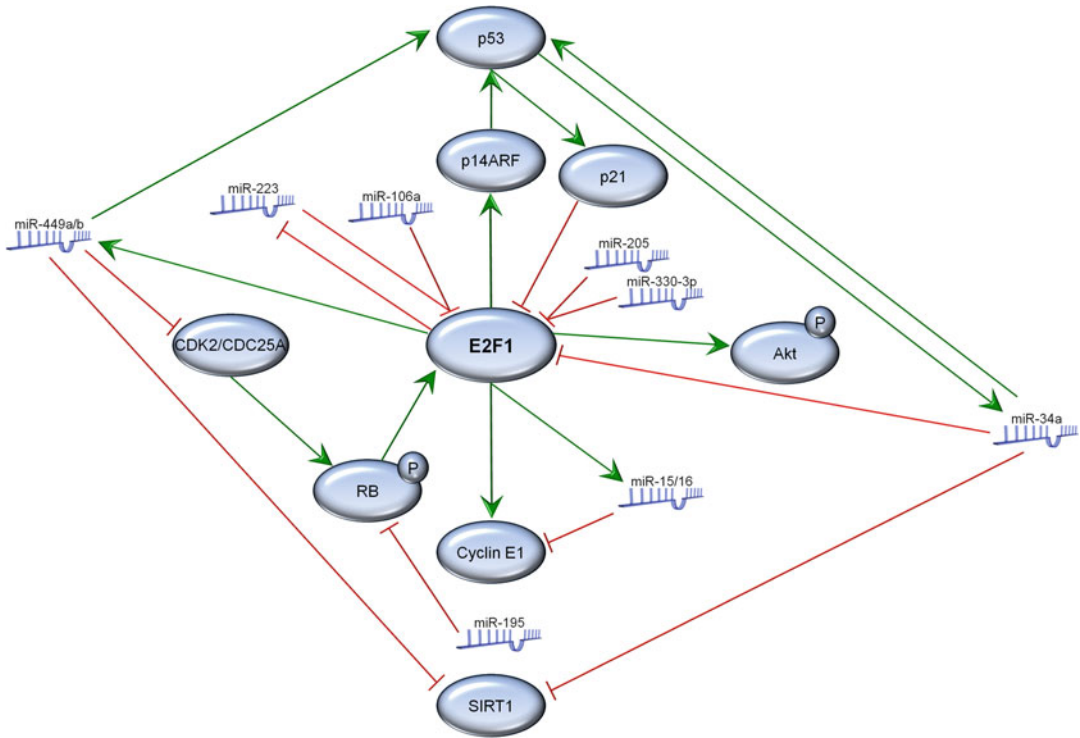 p53
p14ARF
p21
miR-223
miR-106a
miR-449a/b
miR-205
miR-330-3p
CDK2/CDC25A
E2F1
P
Akt
miR-34a
P
RB
miR-15/16
Cyclin E1
miR-195
SIRT1